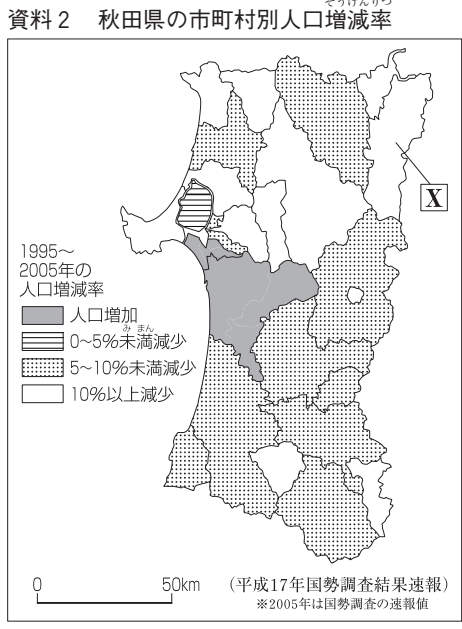 そうげんりつ
資料2 秋田県の市町村別人口増減率
X
1995～
2005年の
人口増減率
人口増加
みまん
0~5%未満減少
5~10%未満減少
10%以上減少
0 50km (平成17年国勢調査結果速報)
※2005年は国勢調査の速報値